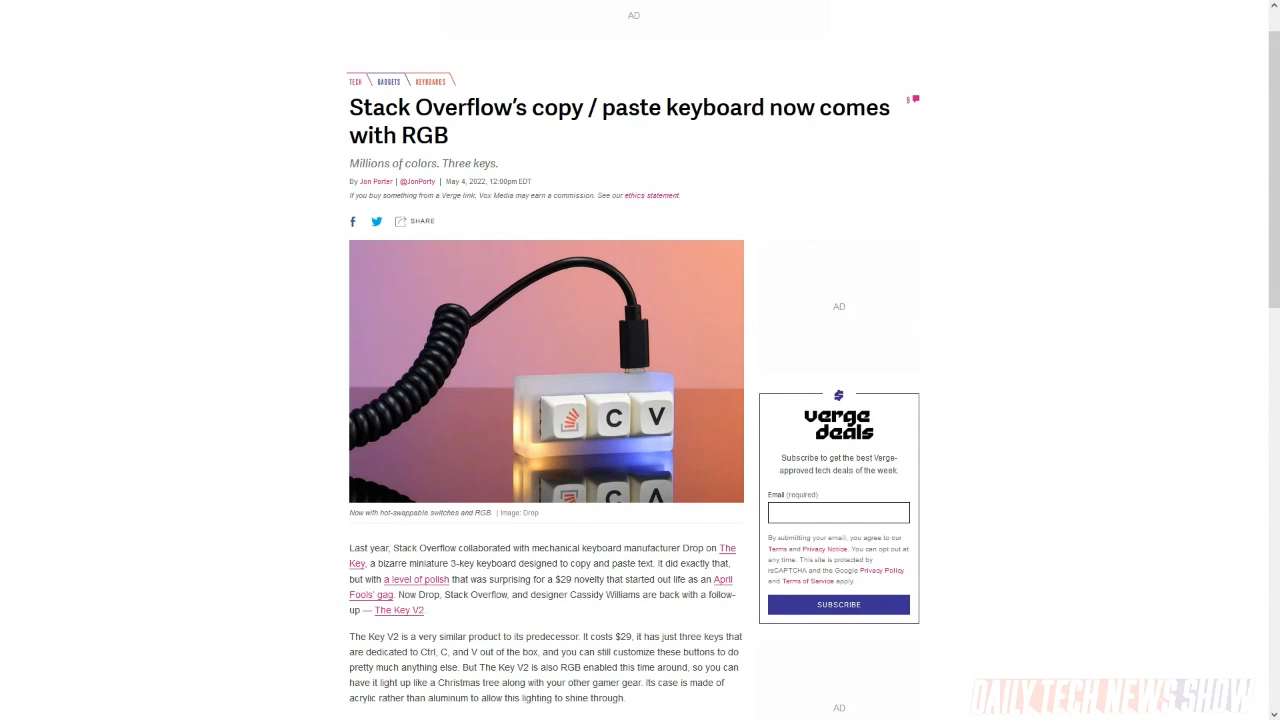 AD
TECH GADGETS KEYBOARDS
Stack Overflow's copy / paste keyboard now comes
with RGB
9
Millions of colors. Three keys.
By Jon Porter | @JonPorty | May 4, 2022, 12:00pm EDT
If you buy something from a Verge link, Vox Media may earn a commission. See our ethics statement.
SHARE
C V
Now with hot-swappable switches and RGB. | Image: Drop
Last year, Stack Overflow collaborated with mechanical keyboard manufacturer Drop on The
Key, a bizarre miniature 3-key keyboard designed to copy and paste text. It did exactly that,
but with a level of polish that was surprising for a $29 novelty that started out life as an April
Fools' gag. Now Drop, Stack Overflow, and designer Cassidy Williams are back with a follow-
up — The Key V2
The Key V2 is a very similar product to its predecessor. It costs $29, it has just three keys that
are dedicated to Ctrl, C, and V out of the box, and you can still customize these buttons to do
pretty much anything else. But The Key V2 is also RGB enabled this time around, so you can
have it light up like a Christmas tree along with your other gamer gear. Its case is made of
acrylic rather than aluminum to allow this lighting to shine through.
AD
verge
deals
Subscribe to get the best Verge-
approved tech deals of the week.
Email (required)
By submitting your email, you agree to our
Terms and Privacy Notice. You can opt out at
any time. This site is protected by
reCAPTCHA and the Google Privacy Policy
and Terms of Service apply.
SUBSCRIBE
AD
DAILY TECH NEWS SHOW